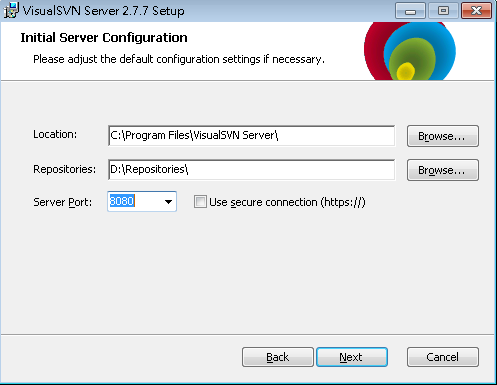 VisualSVN Server 2.7.7 Setup
Initial Server Configuration
Please adjust the default configuration settings if necessary.
Location: C:\Program Files\VisualSVN Server\ Browse...
Repositories: D:\Repositories\ Browse...
Server Port: 8080 Use secure connection (https://)
Back Next Cancel